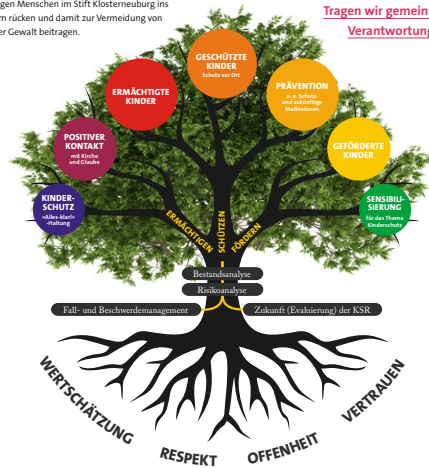 gen Menschen im Stift Klosterneuburg ins
m rücken und damit zur Vermeidung von
er Gewalt beitragen.
Tragen wir gemein
Verantwortung
GESCHÜTZTE
KINDER
Schutz vor Ort
ERMÄCHTIGTE
KINDER
PRÄVENTION
u. a. Schutz-
und zukünftige
Maßnahmen
POSITIVER
KONTAKT
mit Kirche
und Glaube
GEFÖRDERTE
KINDER
KINDER-
SCHUTZ
»Alles-klar!«
-Haltung
SENSIBILI-
SIERUNG
für das Thema
Kinderschutz
ERMÄCHTIGEN
SCHÜTZEN
FÖRDERN
Bestandsanalyse
Risikoanalyse
Fall- und Beschwerdemanagement
Zukunft (Evaluierung) der KSR
WERTSCHÄTZUNG
RESPEKT
OFFENHEIT
VERTRAUEN